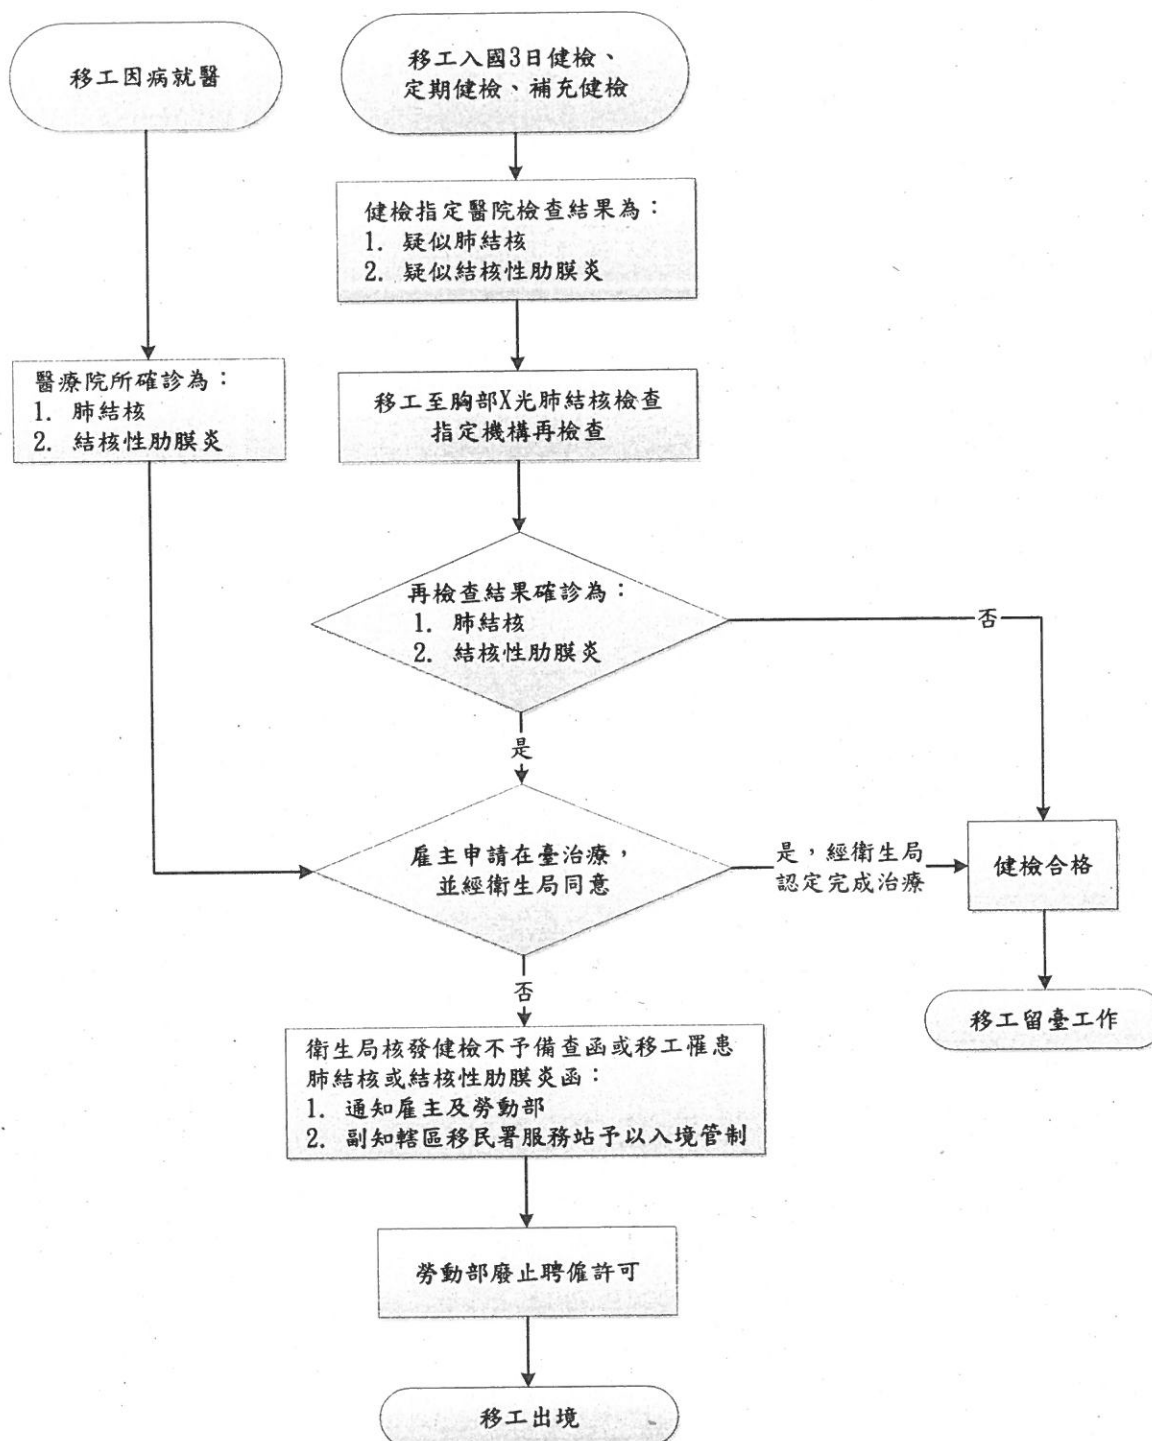 移工因病就醫
移工入國3日健檢、
定期健檢、補充健檢
健檢指定醫院檢查結果為：
1. 疑似肺結核
2. 疑似結核性肋膜炎
醫療院所確診為：
1. 肺結核
2. 結核性肋膜炎
移工至胸部X光肺結核檢查
指定機構再檢查
再檢查結果確診為：
1. 肺結核
2. 結核性肋膜炎
否
是
雇主申請在臺治療，
並經衛生局同意
是，經衛生局
認定完成治療
健檢合格
否
移工留臺工作
衛生局核發健檢不予備查函或移工罹患
肺結核或結核性肋膜炎函：
1. 通知雇主及勞動部
2. 副知轄區移民署服務站予以入境管制
勞動部廢止聘僱許可
移工出境